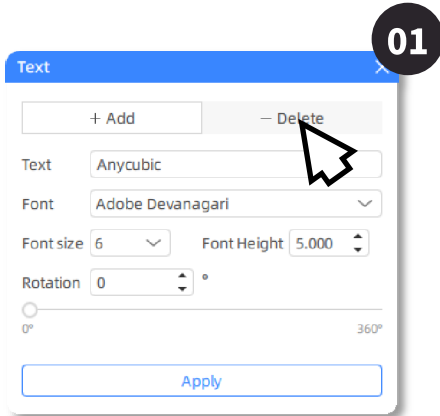 01
Text
+ Add — Delete
Text Anycubic
Font Adobe Devanagari
Font size 6 Font Height 5.000
Rotation 0 °
0° 360°
Apply